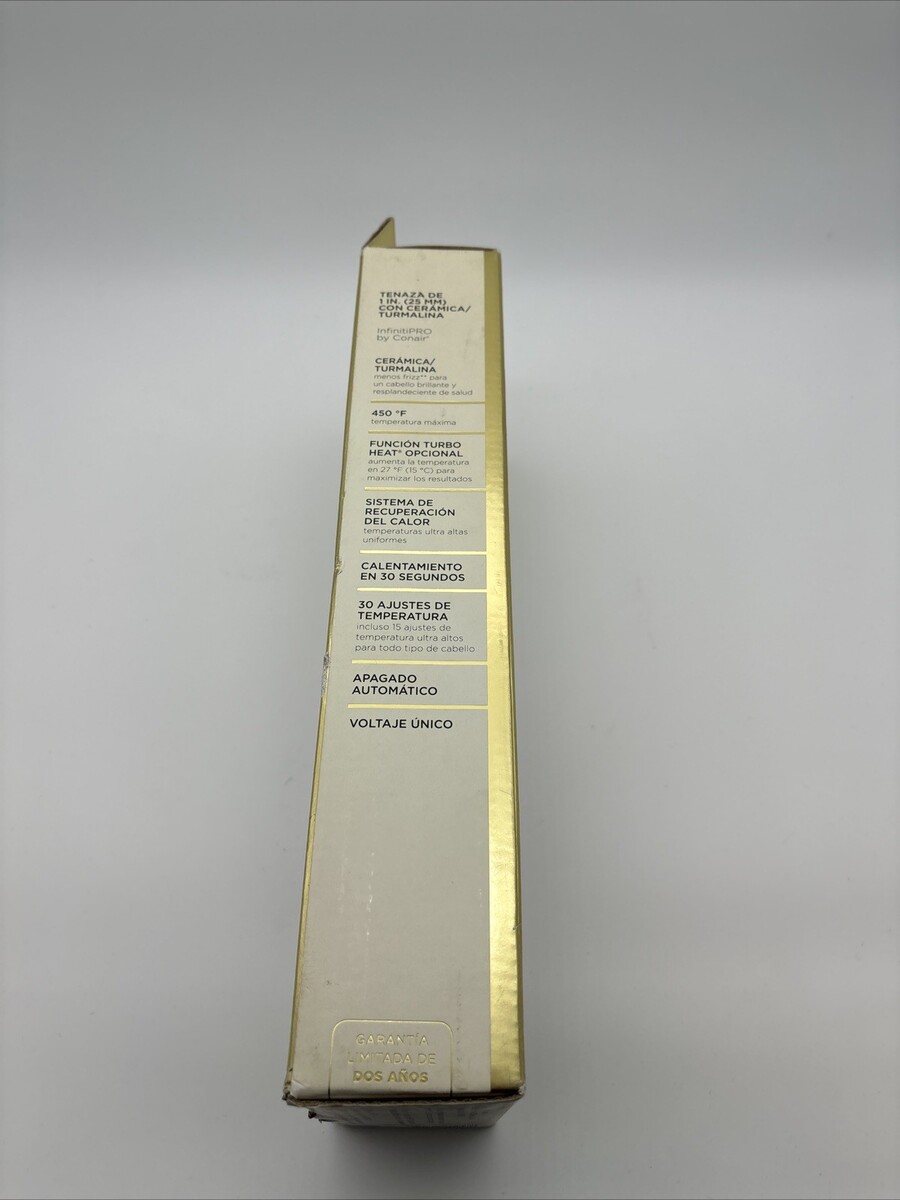 TENAZA DE
1 IN. (25 MM)
CON CERÁMICA/
TURMALINA
InfinitiPRO
by Conair®
CERÁMICA/
TURMALINA
menos frizz** para
un cabello brillante y
resplandeciente de salud
450 °F
temperatura máxima
FUNCIÓN TURBO
HEAT® OPCIONAL
aumenta la temperatura
en 27 °F (15 °C) para
maximizar los resultados
SISTEMA DE
RECUPERACIÓN
DEL CALOR
temperaturas ultra altas
uniformes
CALENTAMIENTO
EN 30 SEGUNDOS
30 AJUSTES DE
TEMPERATURA
incluso 15 ajustes de
temperatura ultra altos
para todo tipo de cabello
APAGADO
AUTOMÁTICO
VOLTAJE ÚNICO
GARANTÍA
LIMITADA DE
DOS AÑOS